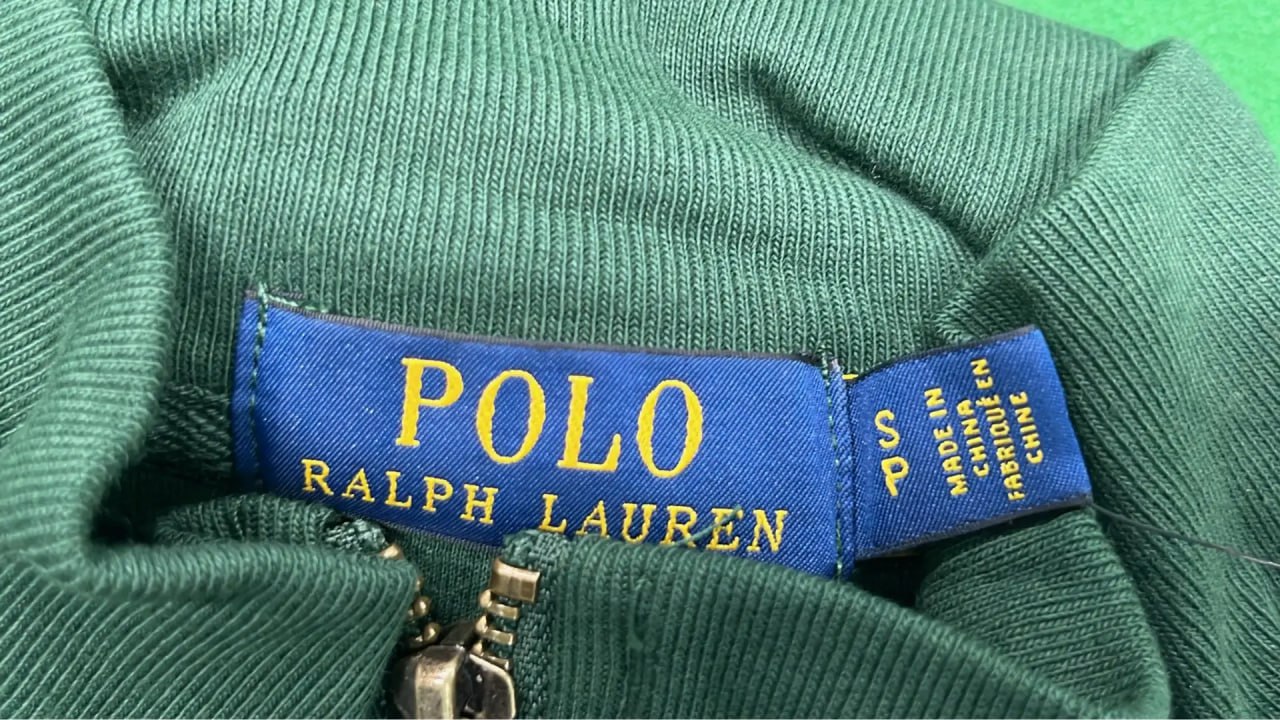 POLO
RALPH LAUREN
S
P
MADE IN
CHINA
FABRIQUÉ EN
CHINE